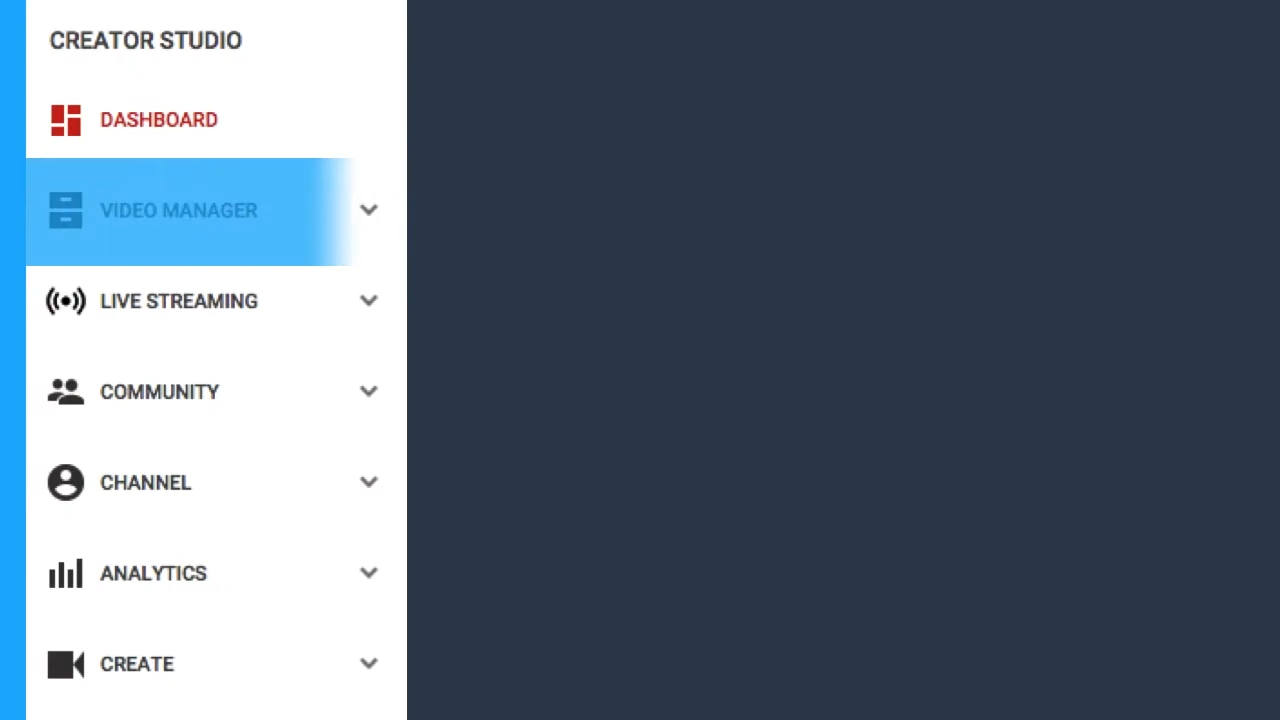 CREATOR STUDIO
DASHBOARD
VIDEO MANAGER
LIVE STREAMING
COMMUNITY
CHANNEL
ANALYTICS
CREATE